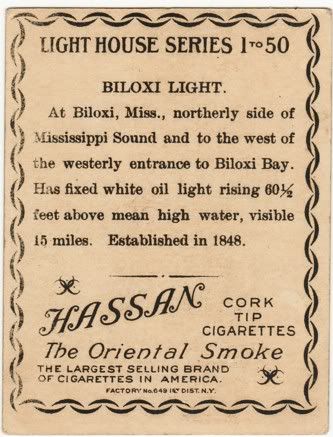 LIGHT HOUSE SERIES 1 TO 50
BILOXI LIGHT.
At Biloxi, Miss., northerly side of
Mississippi Sound and to the west of
the westerly entrance to Biloxi Bay.
Has fixed white oil light rising 60½
feet above mean high water, visible
15 miles. Established in 1848.
HASSAN
CORK
TIP
CIGARETTES
The Oriental Smoke
THE LARGEST SELLING BRAND
OF CIGARETTES IN AMERICA.
FACTORY No. 649 1st DIST. N.Y.